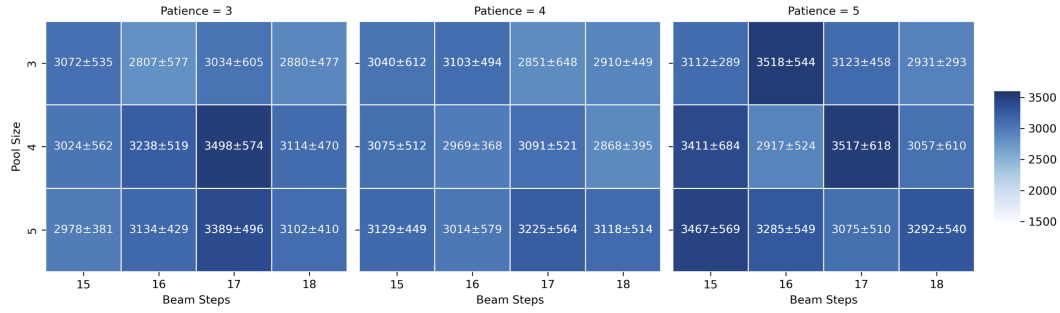 Patience = 3
Patience = 4
Patience = 5
Pool Size
3
3072±535 2807±577 3034±605 2880±477
3040±612 3103±494 2851±648 2910±449
3112±289 3518±544 3123±458 2931±293
4
3024±562 3238±519 3498±574 3114±470
3075±512 2969±368 3091±521 2868±395
3411±684 2917±524 3517±618 3057±610
5
2978±381 3134±429 3389±496 3102±410
3129±449 3014±579 3225±564 3118±514
3467±569 3285±549 3075±510 3292±540
15 16 17 18
15 16 17 18
15 16 17 18
Beam Steps
Beam Steps
Beam Steps
3500
3000
2500
2000
1500